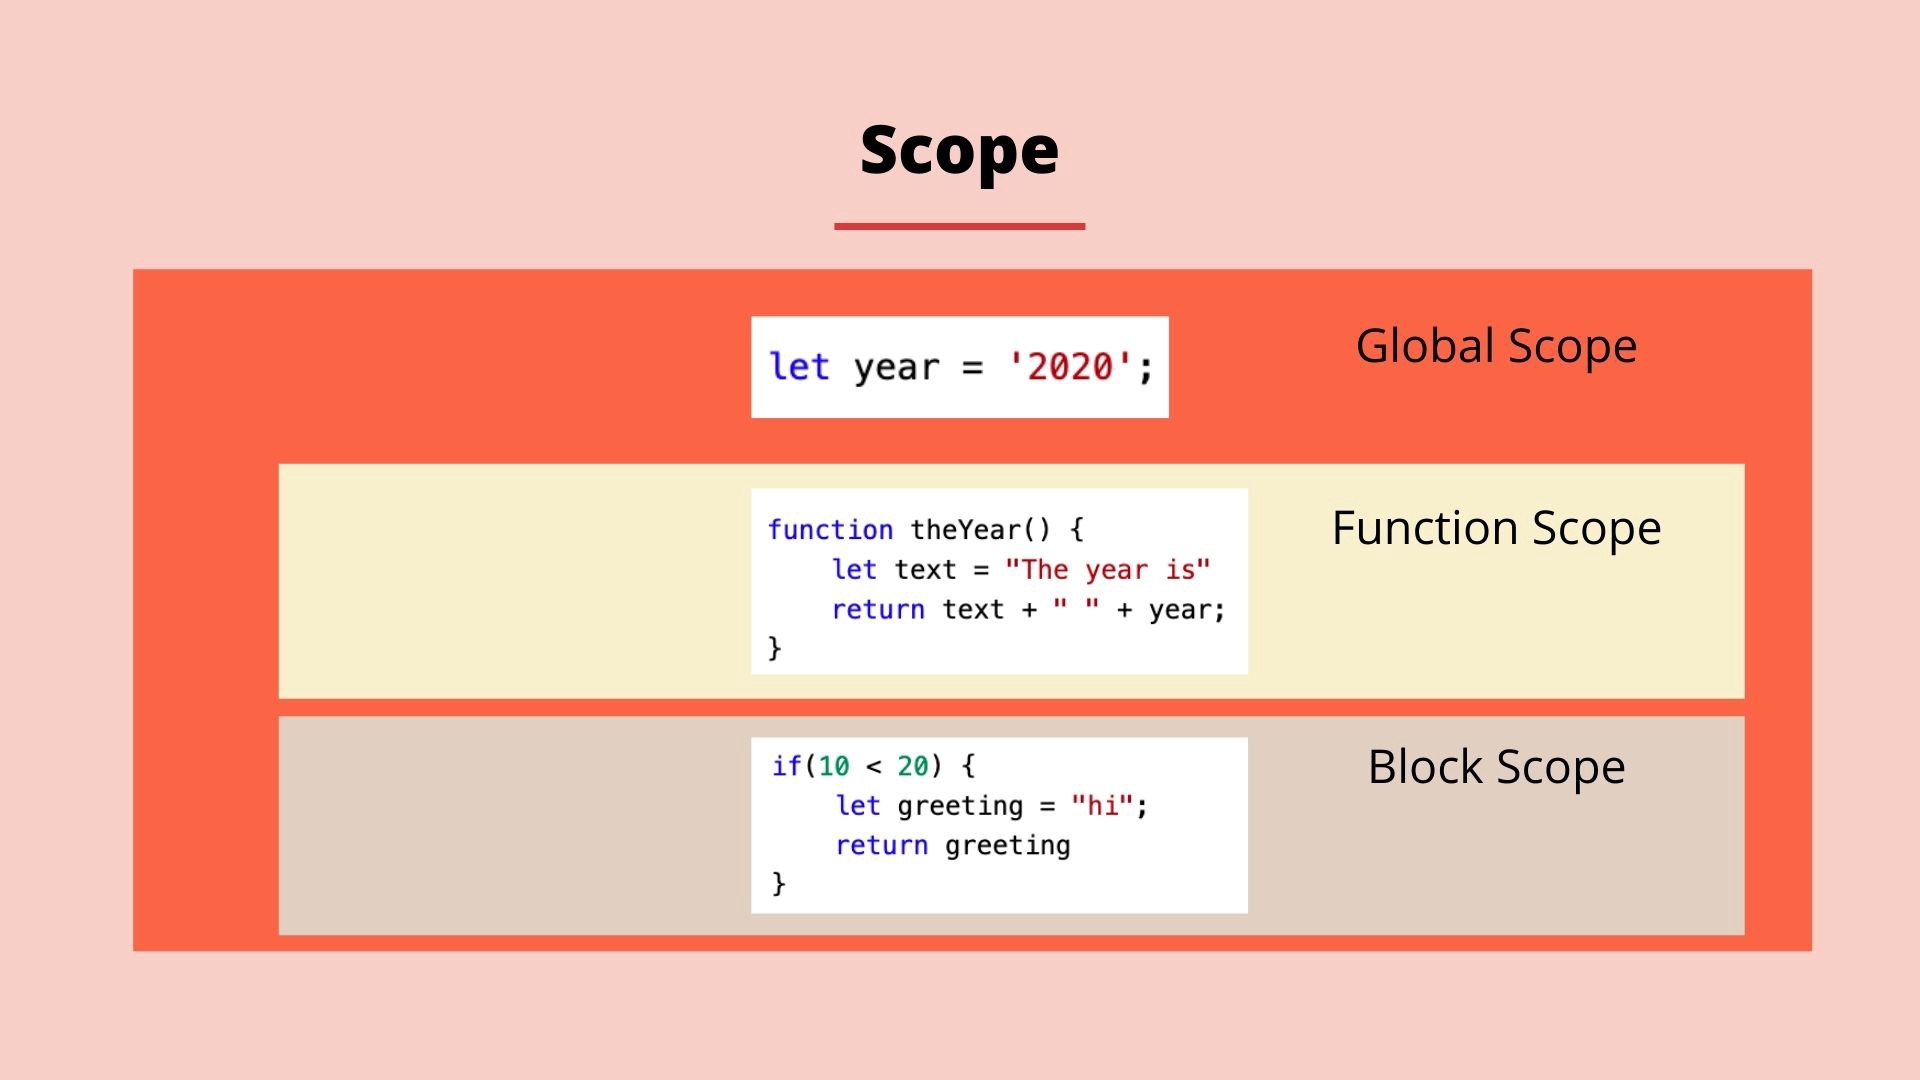 Scope
let year = '2020';
Global Scope
function theYear() {
    let text = "The year is"
    return text + " " + year;
}
Function Scope
if(10 < 20) {
    let greeting = "hi";
    return greeting
}
Block Scope